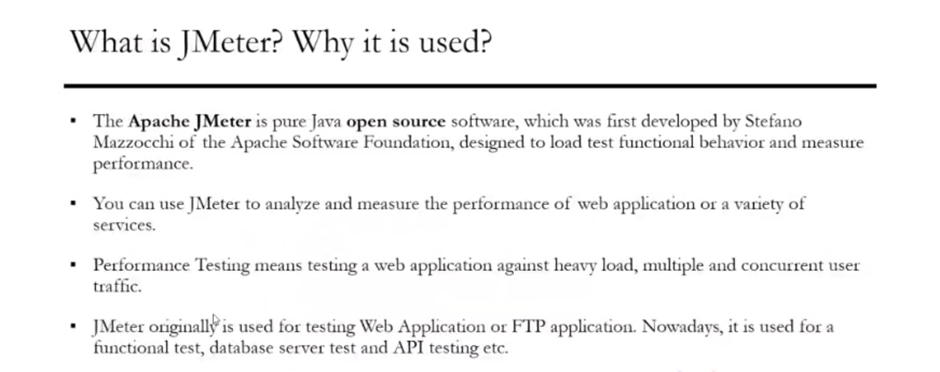 What is JMeter? Why it is used?
▪ The Apache JMeter is pure Java open source software, which was first developed by Stefano
Mazzocchi of the Apache Software Foundation, designed to load test functional behavior and measure
performance.
▪ You can use JMeter to analyze and measure the performance of web application or a variety of
services.
▪ Performance Testing means testing a web application against heavy load, multiple and concurrent user
traffic.
▪ JMeter originally is used for testing Web Application or FTP application. Nowadays, it is used for a
functional test, database server test and API testing etc.